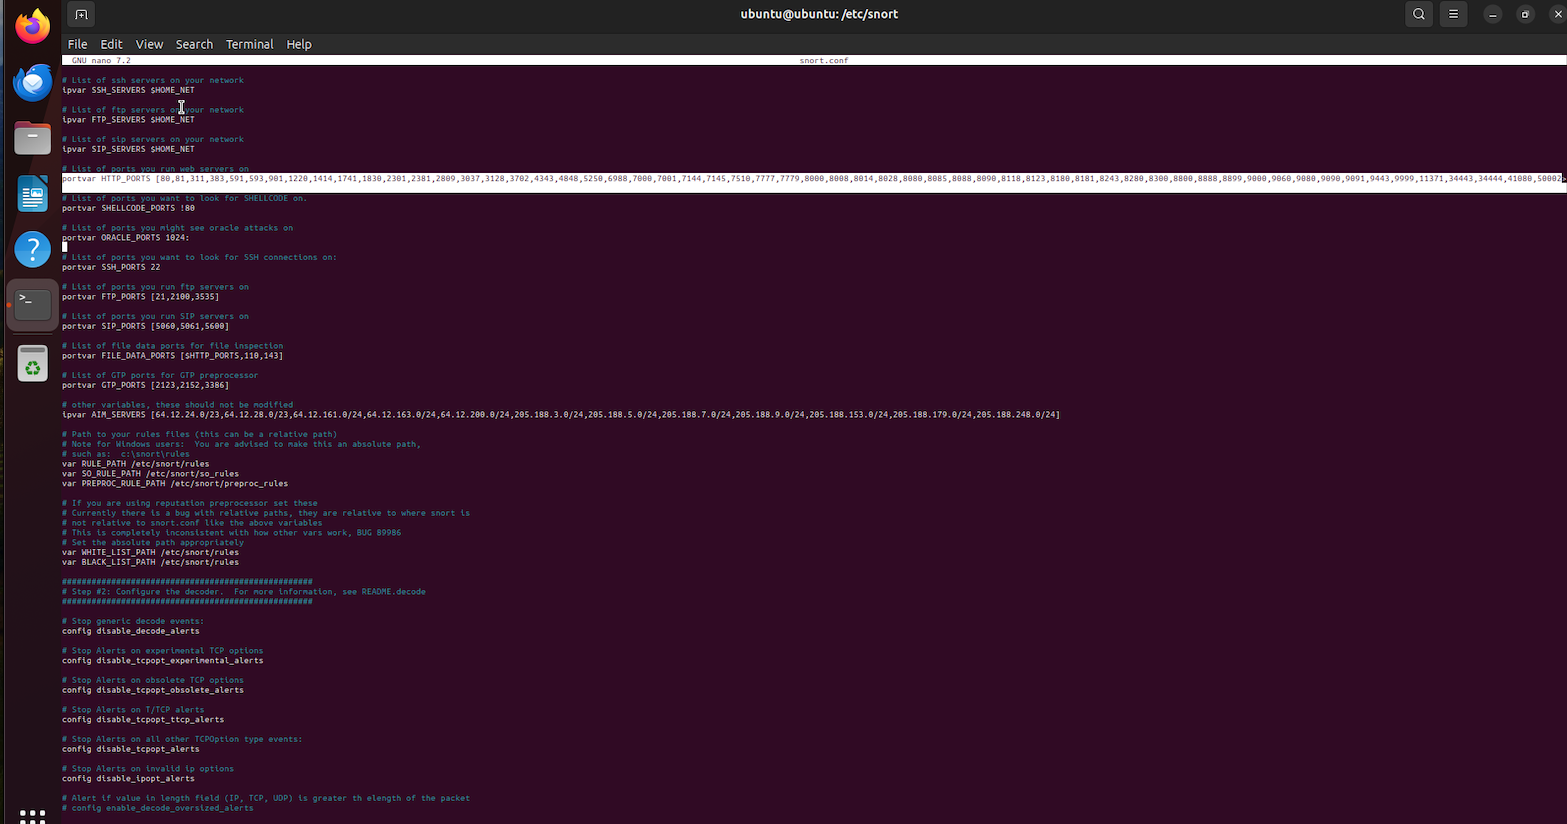 ubuntu@ubuntu: /etc/snort
File Edit View Search Terminal Help
GNU nano 7.2 snort.conf
# List of ssh servers on your network
ipvar SSH_SERVERS $HOME_NET
# List of ftp servers on your network
ipvar FTP_SERVERS $HOME_NET
# List of sip servers on your network
ipvar SIP_SERVERS $HOME_NET
# List of ports you run web servers on
portvar HTTP_PORTS [80,81,311,383,591,593,901,1220,1414,1741,1830,2301,2381,2809,3037,3128,3702,4343,4848,5250,6988,7000,7001,7144,7145,7510,7777,7779,8000,8008,8014,8028,8080,8085,8088,8090,8118,8123,8180,8181,8243,8280,8300,8800,8888,8899,9000,9060,9080,9090,9091,9443,9999,11371,34443,34444,41080,50002>
# List of ports you want to look for SHELLCODE on.
portvar SHELLCODE_PORTS !80
# List of ports you might see oracle attacks on
portvar ORACLE_PORTS 1024:
# List of ports you want to look for SSH connections on:
portvar SSH_PORTS 22
# List of ports you run ftp servers on
portvar FTP_PORTS [21,2100,3535]
# List of ports you run SIP servers on
portvar SIP_PORTS [5060,5061,5600]
# List of file data ports for file inspection
portvar FILE_DATA_PORTS [$HTTP_PORTS,110,143]
# List of GTP ports for GTP preprocessor
portvar GTP_PORTS [2123,2152,3386]
# other variables, these should not be modified
ipvar AIM_SERVERS [64.12.24.0/23,64.12.28.0/23,64.12.161.0/24,64.12.163.0/24,64.12.200.0/24,205.188.3.0/24,205.188.5.0/24,205.188.7.0/24,205.188.9.0/24,205.188.153.0/24,205.188.179.0/24,205.188.248.0/24]
# Path to your rules files (this can be a relative path)
# Note for Windows users:  You are advised to make this an absolute path,
# such as:  c:\snort\rules
var RULE_PATH /etc/snort/rules
var SO_RULE_PATH /etc/snort/so_rules
var PREPROC_RULE_PATH /etc/snort/preproc_rules
# If you are using reputation preprocessor set these
# Currently there is a bug with relative paths, they are relative to where snort is
# not relative to snort.conf like the above variables
# This is completely inconsistent with how other vars work, BUG 89986
# Set the absolute path appropriately
var WHITE_LIST_PATH /etc/snort/rules
var BLACK_LIST_PATH /etc/snort/rules
###################################################
# Step #2: Configure the decoder.  For more information, see README.decode
###################################################
# Stop generic decode events:
config disable_decode_alerts
# Stop Alerts on experimental TCP options
config disable_tcpopt_experimental_alerts
# Stop Alerts on obsolete TCP options
config disable_tcpopt_obsolete_alerts
# Stop Alerts on T/TCP alerts
config disable_tcpopt_ttcp_alerts
# Stop Alerts on all other TCPOption type events:
config disable_tcpopt_alerts
# Stop Alerts on invalid ip options
config disable_ipopt_alerts
# Alert if value in length field (IP, TCP, UDP) is greater th elength of the packet
# config enable_decode_oversized_alerts